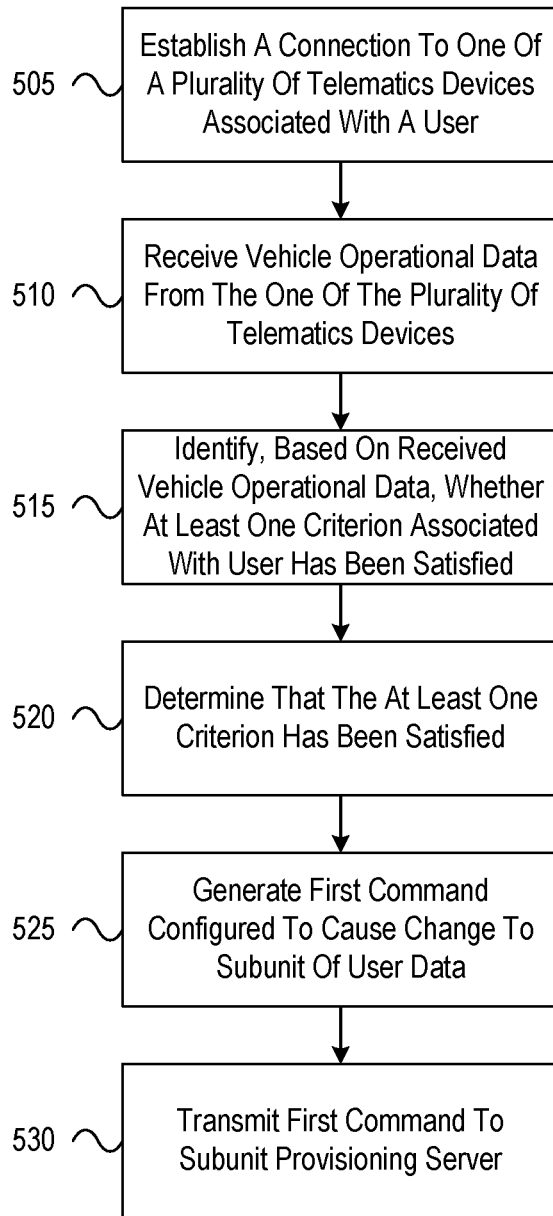 505
Establish A Connection To One Of
A Plurality Of Telematics Devices
Associated With A User
510
Receive Vehicle Operational Data
From The One Of The Plurality Of
Telematics Devices
515
Identify, Based On Received
Vehicle Operational Data, Whether
At Least One Criterion Associated
With User Has Been Satisfied
520
Determine That The At Least One
Criterion Has Been Satisfied
525
Generate First Command
Configured To Cause Change To
Subunit Of User Data
530
Transmit First Command To
Subunit Provisioning Server